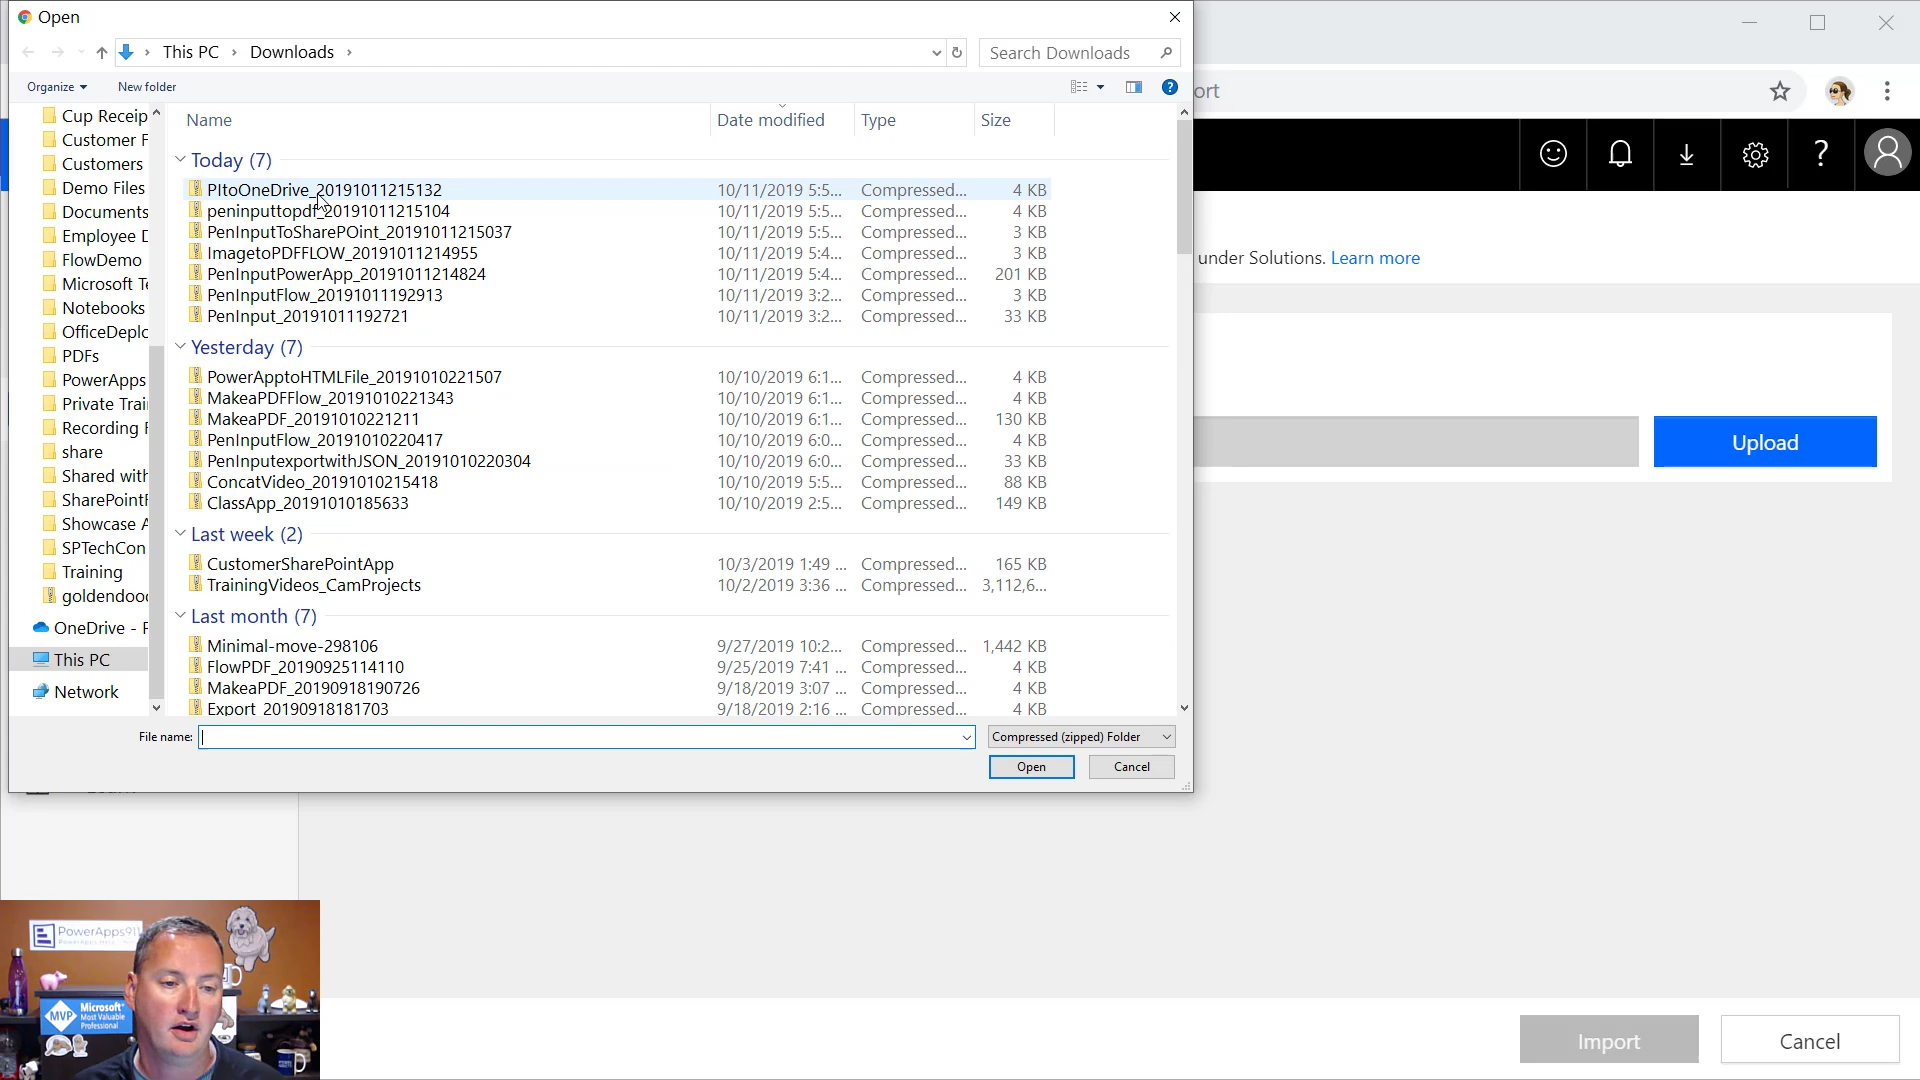 Open
This PC > Downloads >
Search Downloads
ort
Organize
New folder
Name
Date modified
Type
Size
Cup Receip
Customer F
Customers
Demo Files
Documents
Employee D
FlowDemo
Microsoft Te
Notebooks
OfficeDeplo
PDFs
PowerApps
Private Trai
Recording F
share
Shared with
SharePointF
Showcase A
SPTechCon
Training
goldendood
OneDrive - F
This PC
Network
Today (7)
PItoOneDrive_20191011215132 10/11/2019 5:5... Compressed... 4 KB
peninputtopdf_20191011215104 10/11/2019 5:5... Compressed... 4 KB
PenInputToSharePOint_20191011215037 10/11/2019 5:5... Compressed... 3 KB
ImagetoPDFFLOW_20191011214955 10/11/2019 5:4... Compressed... 3 KB
PenInputPowerApp_20191011214824 10/11/2019 5:4... Compressed... 201 KB
PenInputFlow_20191011192913 10/11/2019 3:2... Compressed... 3 KB
PenInput_20191011192721 10/11/2019 3:2... Compressed... 33 KB
Yesterday (7)
PowerApptoHTMLFile_20191010221507 10/10/2019 6:1... Compressed... 4 KB
MakeaPDFFlow_20191010221343 10/10/2019 6:1... Compressed... 4 KB
MakeaPDF_20191010221211 10/10/2019 6:1... Compressed... 130 KB
PenInputFlow_20191010220417 10/10/2019 6:0... Compressed... 4 KB
PenInputexportwithJSON_20191010220304 10/10/2019 6:0... Compressed... 33 KB
ConcatVideo_20191010215418 10/10/2019 5:5... Compressed... 88 KB
ClassApp_20191010185633 10/10/2019 2:5... Compressed... 149 KB
Last week (2)
CustomerSharePointApp 10/3/2019 1:49 ... Compressed... 165 KB
TrainingVideos_CamProjects 10/2/2019 3:36 ... Compressed... 3,112,6...
Last month (7)
Minimal-move-298106 9/27/2019 10:2... Compressed... 1,442 KB
FlowPDF_20190925114110 9/25/2019 7:41 ... Compressed... 4 KB
MakeaPDF_20190918190726 9/18/2019 3:07 ... Compressed... 4 KB
Export_20190918181703 9/18/2019 2:16 ... Compressed... 4 KB
File name:
Compressed (zipped) Folder
Open
Cancel
under Solutions. Learn more
Upload
PowerApps911
MVP
Microsoft
Most Valuable
Professional
Import
Cancel